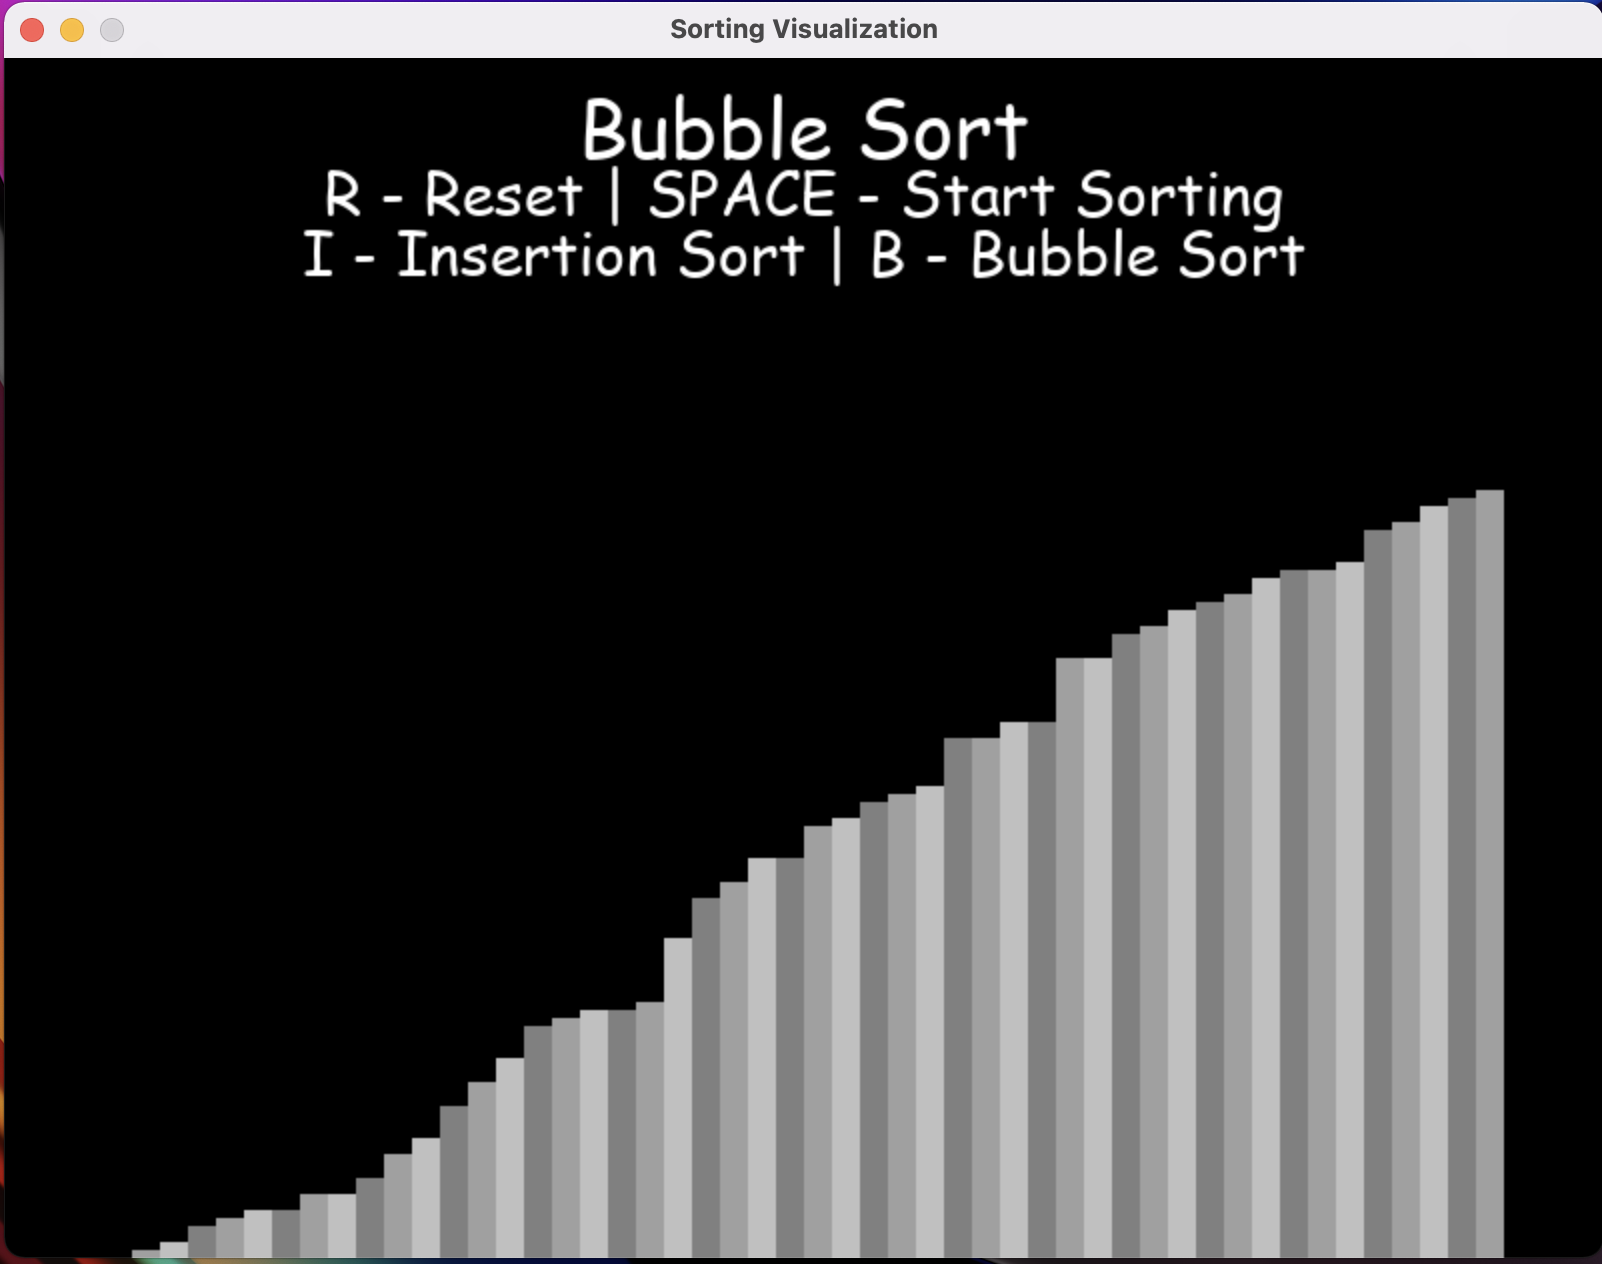 Sorting Visualization
Bubble Sort
R - Reset | SPACE - Start Sorting
I - Insertion Sort | B - Bubble Sort